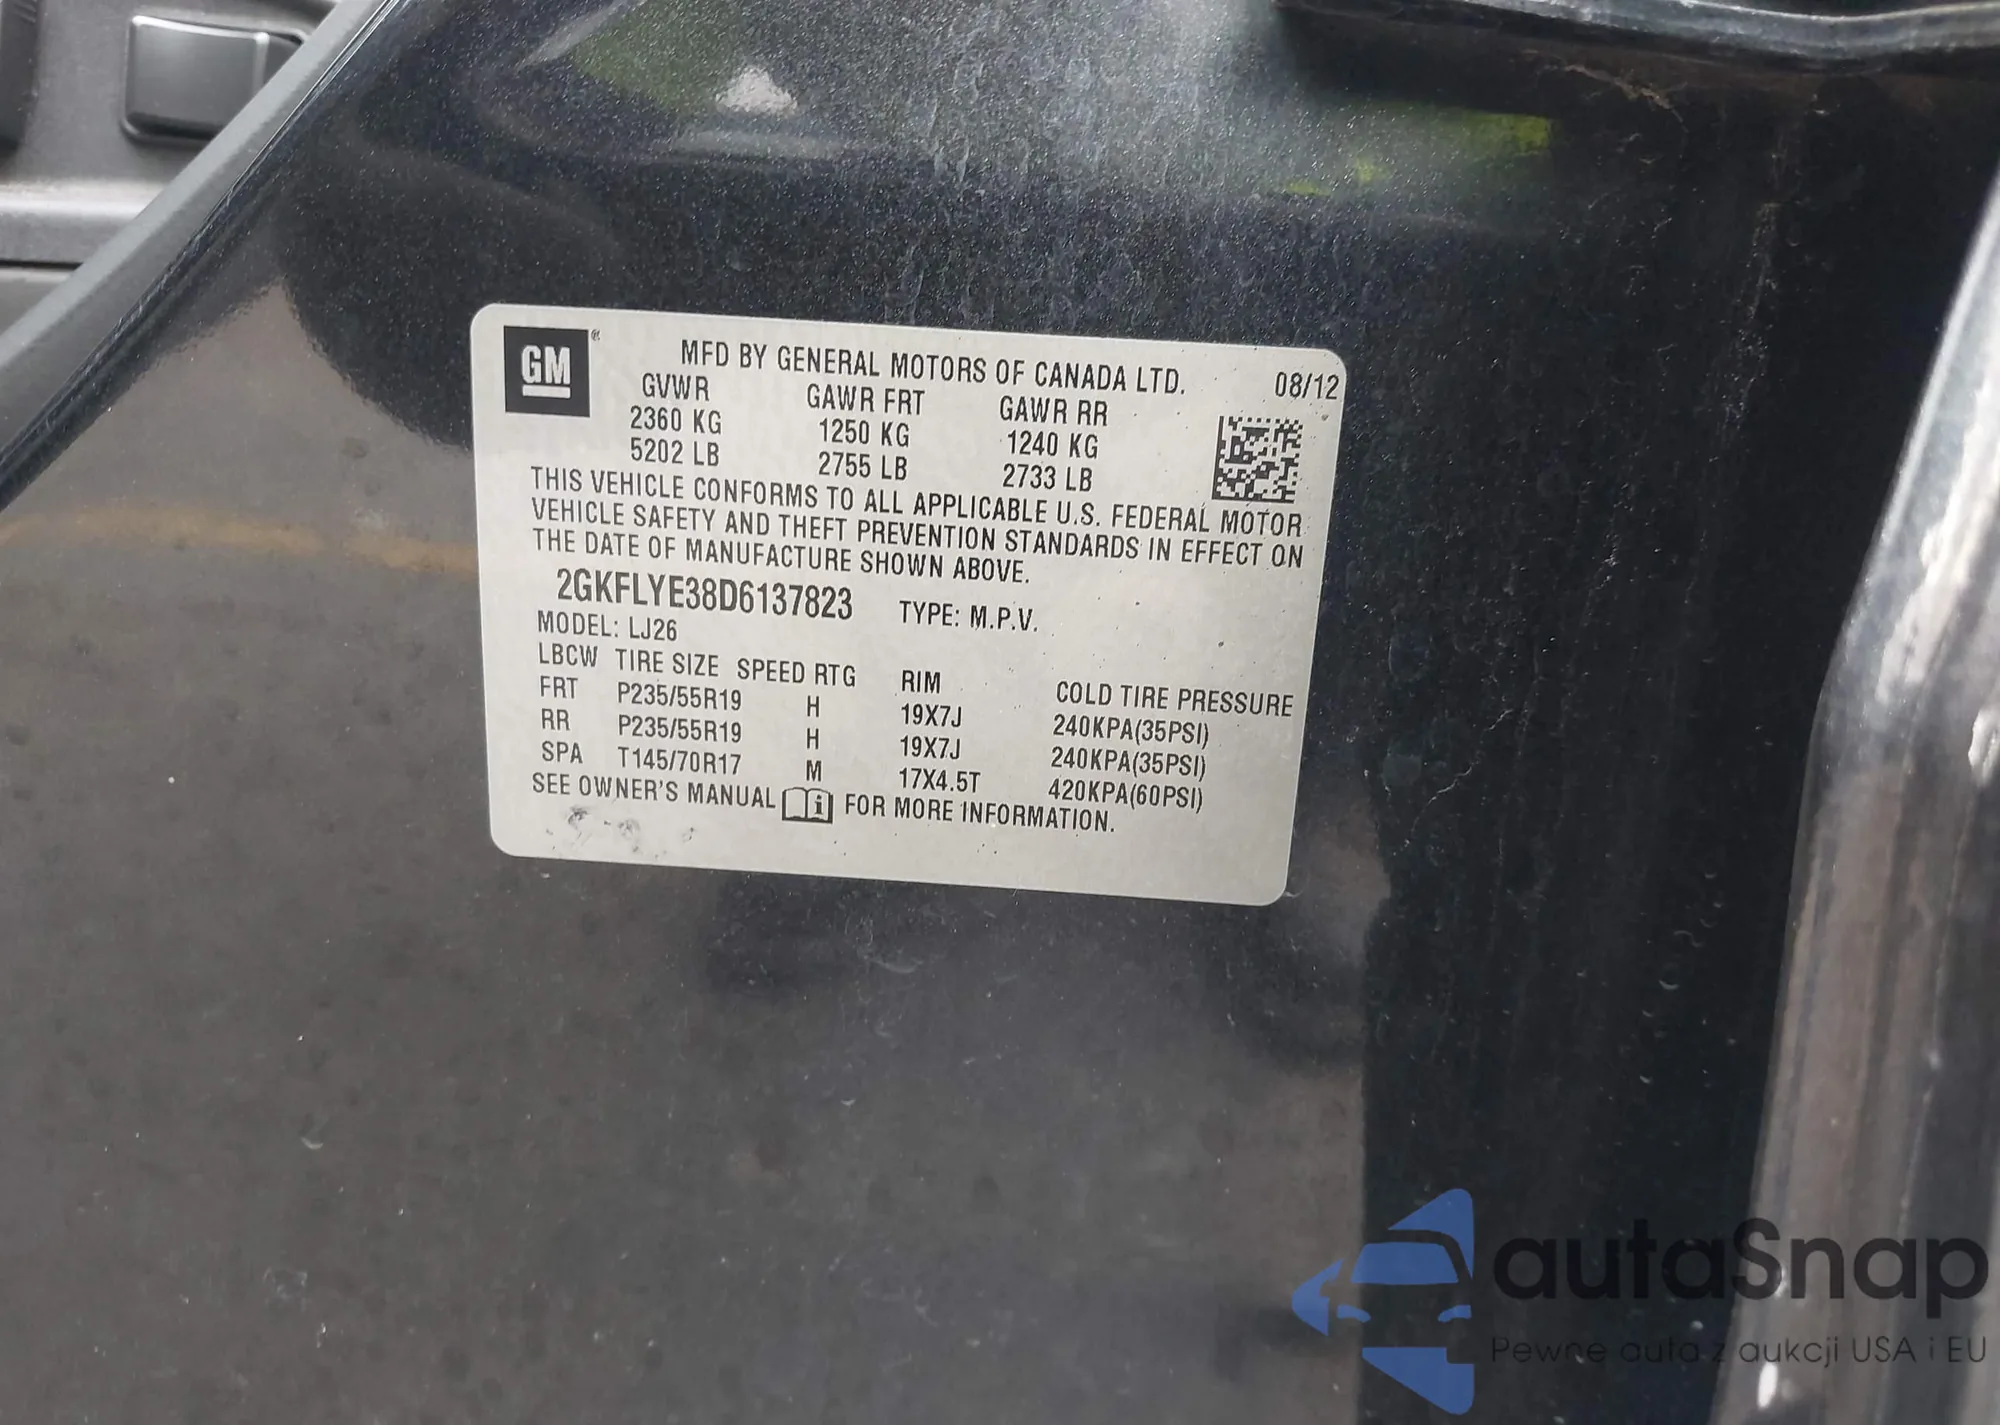 GM ®
MFD BY GENERAL MOTORS OF CANADA LTD. 08/12
GVWR GAWR FRT GAWR RR
2360 KG 1250 KG 1240 KG
5202 LB 2755 LB 2733 LB
THIS VEHICLE CONFORMS TO ALL APPLICABLE U.S. FEDERAL MOTOR
VEHICLE SAFETY AND THEFT PREVENTION STANDARDS IN EFFECT ON
THE DATE OF MANUFACTURE SHOWN ABOVE.
2GKFLYE38D6137823 TYPE: M.P.V.
MODEL: LJ26
LBCW TIRE SIZE SPEED RTG RIM COLD TIRE PRESSURE
FRT P235/55R19 H 19X7J 240KPA(35PSI)
RR P235/55R19 H 19X7J 240KPA(35PSI)
SPA T145/70R17 M 17X4.5T 420KPA(60PSI)
SEE OWNER'S MANUAL FOR MORE INFORMATION.
autaSnap
Pewne auta z aukcji USA i EU